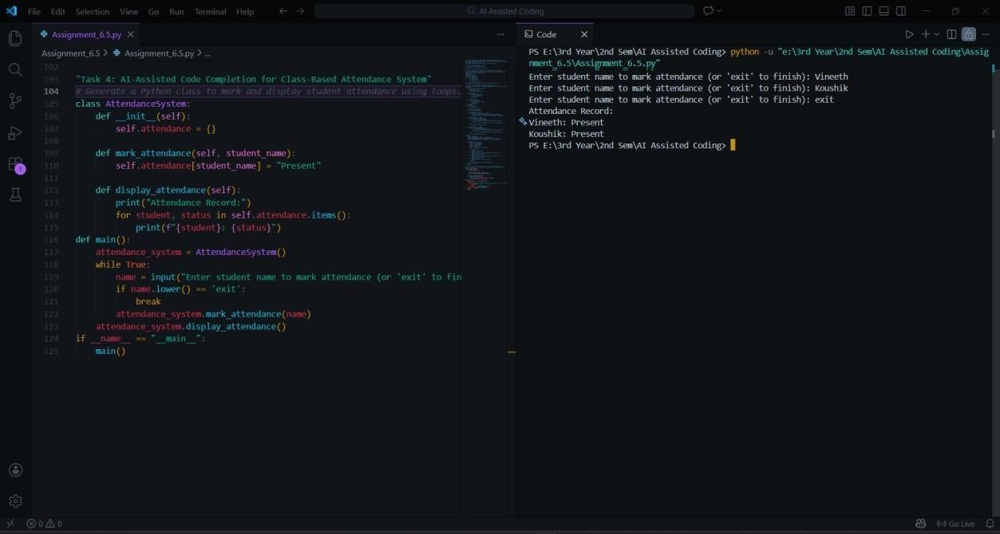 File Edit Selection View Go Run Terminal Help
AI Assisted Coding
Assignment_6.5.py
Assignment_6.5 > Assignment_6.5.py > ...
102
103 "Task 4: AI-Assisted Code Completion for Class-Based Attendance System"
104 # Generate a Python class to mark and display student attendance using loops.
105 class AttendanceSystem:
106 def __init__(self):
107 self.attendance = {}
108
109 def mark_attendance(self, student_name):
110 self.attendance[student_name] = "Present"
111
112 def display_attendance(self):
113 print("Attendance Record:")
114 for student, status in self.attendance.items():
115 print(f"{student}: {status}")
116 def main():
117 attendance_system = AttendanceSystem()
118 while True:
119 name = input("Enter student name to mark attendance (or 'exit' to fin
120 if name.lower() == 'exit':
121 break
122 attendance_system.mark_attendance(name)
123 attendance_system.display_attendance()
124 if __name__ == "__main__":
125 main()
Code
PS E:\3rd Year\2nd Sem\AI Assisted Coding> python -u "e:\3rd Year\2nd Sem\AI Assisted Coding\Assig
nment_6.5\Assignment_6.5.py"
Enter student name to mark attendance (or 'exit' to finish): Vineeth
Enter student name to mark attendance (or 'exit' to finish): Koushik
Enter student name to mark attendance (or 'exit' to finish): exit
Attendance Record:
Vineeth: Present
Koushik: Present
PS E:\3rd Year\2nd Sem\AI Assisted Coding>
1
0 0
Go Live